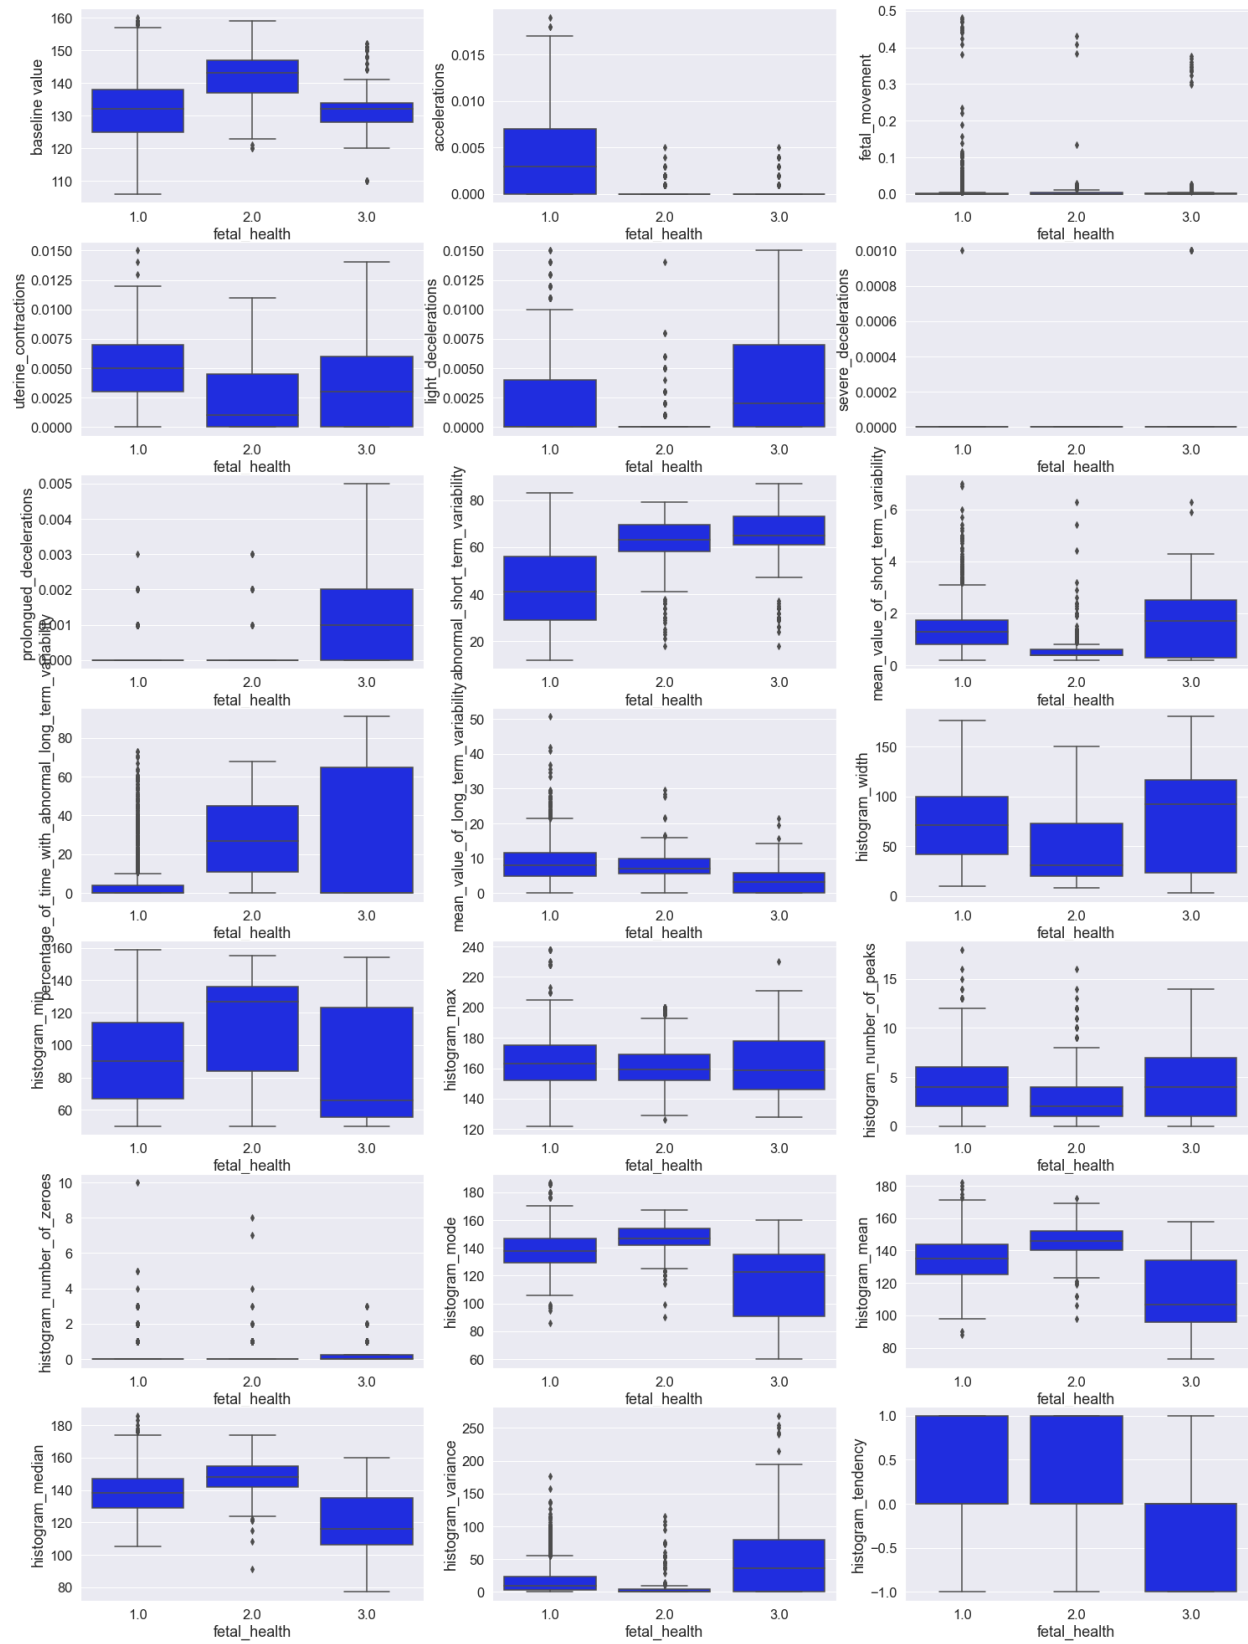 baseline value
160
150
140
130
120
110
1.0 2.0 3.0
fetal_health
accelerations
0.015
0.010
0.005
0.000
1.0 2.0 3.0
fetal_health
fetal_movement
0.5
0.4
0.3
0.2
0.1
0.0
1.0 2.0 3.0
fetal_health
uterine_contractions
0.0150
0.0125
0.0100
0.0075
0.0050
0.0025
0.0000
1.0 2.0 3.0
fetal_health
light_decelerations
0.0150
0.0125
0.0100
0.0075
0.0050
0.0025
0.0000
1.0 2.0 3.0
fetal_health
severe_decelerations
0.0010
0.0008
0.0006
0.0004
0.0002
0.0000
1.0 2.0 3.0
fetal_health
prolongued_decelerations
0.005
0.004
0.003
0.002
0.001
0.000
1.0 2.0 3.0
fetal_health
abnormal_short_term_variability
80
60
40
20
1.0 2.0 3.0
fetal_health
mean_value_of_short_term_variability
6
4
2
0
1.0 2.0 3.0
fetal_health
percentage_of_time_with_abnormal_long_term_variability
80
60
40
20
0
1.0 2.0 3.0
fetal_health
mean_value_of_long_term_variability
50
40
30
20
10
0
1.0 2.0 3.0
fetal_health
histogram_width
150
100
50
0
1.0 2.0 3.0
fetal_health
histogram_min
160
140
120
100
80
60
1.0 2.0 3.0
fetal_health
histogram_max
240
220
200
180
160
140
120
1.0 2.0 3.0
fetal_health
histogram_number_of_peaks
15
10
5
0
1.0 2.0 3.0
fetal_health
histogram_number_of_zeroes
10
8
6
4
2
0
1.0 2.0 3.0
fetal_health
histogram_mode
180
160
140
120
100
80
60
1.0 2.0 3.0
fetal_health
histogram_mean
180
160
140
120
100
80
1.0 2.0 3.0
fetal_health
histogram_median
180
160
140
120
100
80
1.0 2.0 3.0
fetal_health
histogram_variance
250
200
150
100
50
0
1.0 2.0 3.0
fetal_health
histogram_tendency
1.0
0.5
0.0
−0.5
−1.0
1.0 2.0 3.0
fetal_health